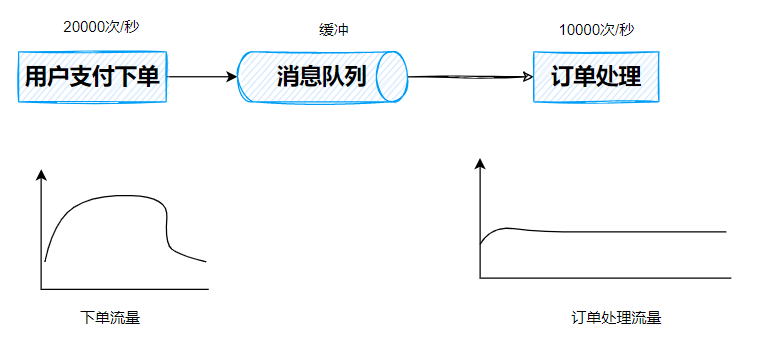 20000次/秒
缓冲
10000次/秒
用户支付下单
消息队列
订单处理
下单流量
订单处理流量